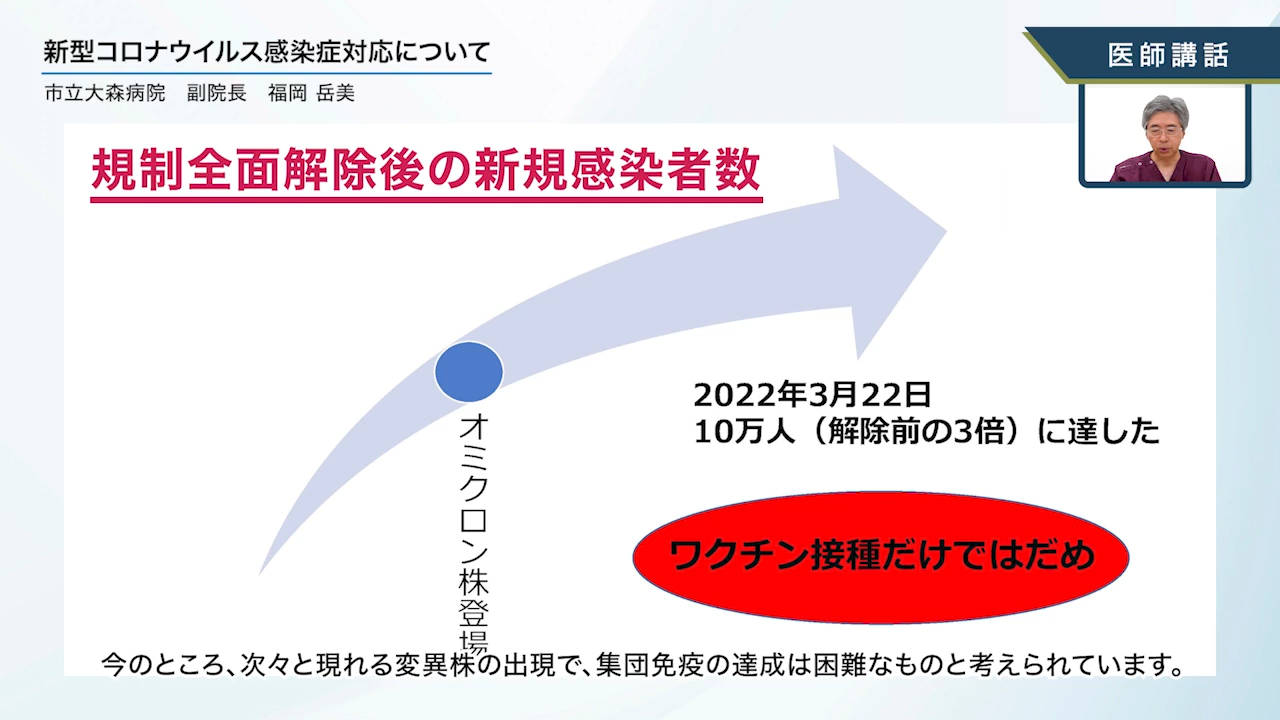 新型コロナウイルス感染症対応について
市立大森病院 副院長 福岡 岳美
医師講話
規制全面解除後の新規感染者数
オミクロン株登場
2022年3月22日
10万人（解除前の3倍）に達した
ワクチン接種だけではだめ
今のところ、次々と現れる変異株の出現で、集団免疫の達成は困難なものと考えられています。